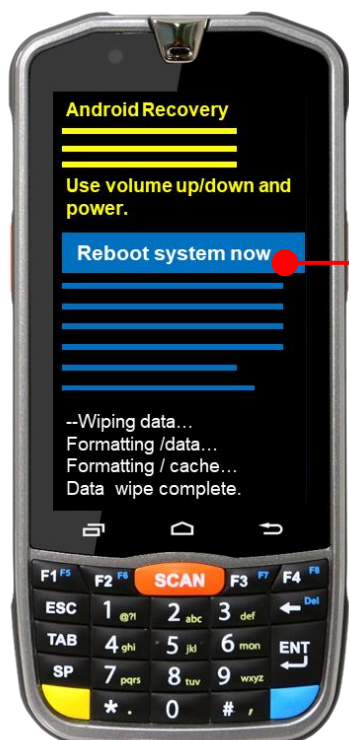 Android Recovery
Use volume up/down and
power.
Reboot system now
--Wiping data…
Formatting /data…
Formatting / cache…
Data wipe complete.
F1 F5 F2 F6 SCAN F3 F7 F4 F8
ESC 1 @?! 2 abc 3 def ← Del
TAB 4 ghi 5 jkl 6 mon ENT
SP 7 pqrs 8 tuv 9 wxyz
* . 0 # ,